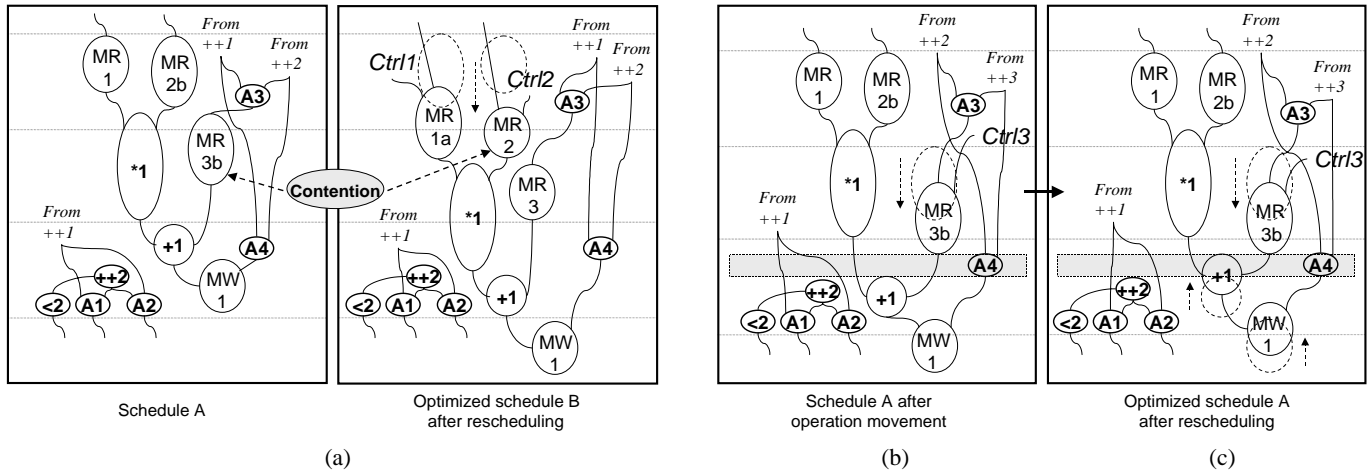 From
++1
From
++2
MR
1
MR
2b
A3
MR
3b
*1
From
++1
+1
A4
++2
MW
1
<2
A1
A2
Contention
Ctrl1
Ctrl2
From
++1
From
++2
A3
MR
1a
MR
2
MR
3
*1
From
++1
A4
++2
+1
<2
A1
A2
MW
1
Schedule A
Optimized schedule B
after rescheduling
(a)
From
++2
From
++3
MR
1
MR
2b
A3
Ctrl3
*1
From
++1
MR
3b
A4
++2
+1
<2
A1
A2
MW
1
Schedule A after
operation movement
(b)
From
++2
From
++3
MR
1
MR
2b
A3
Ctrl3
*1
From
++1
MR
3b
A4
+1
++2
<2
A1
A2
MW
1
Optimized schedule A
after rescheduling
(c)